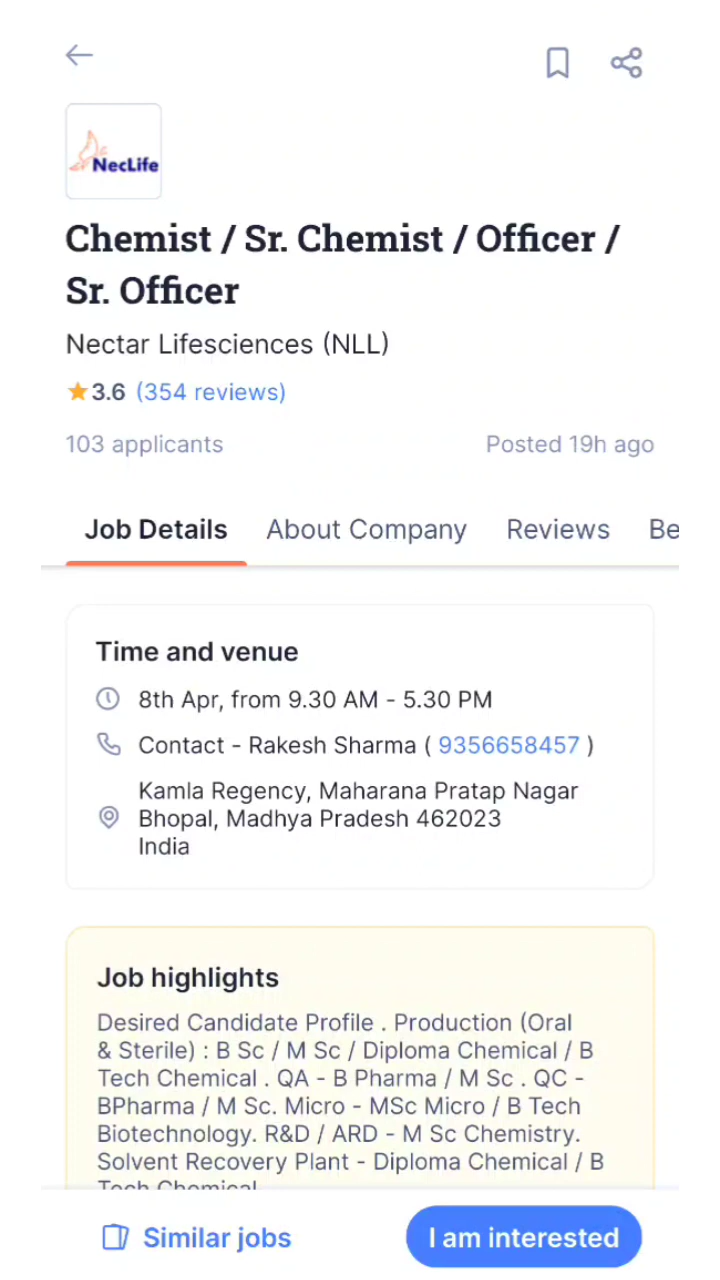 NecLife
Chemist / Sr. Chemist / Officer /
Sr. Officer
Nectar Lifesciences (NLL)
3.6 (354 reviews)
103 applicants Posted 19h ago
Job Details About Company Reviews Be
Time and venue
8th Apr, from 9.30 AM - 5.30 PM
Contact - Rakesh Sharma ( 9356658457 )
Kamla Regency, Maharana Pratap Nagar
Bhopal, Madhya Pradesh 462023
India
Job highlights
Desired Candidate Profile . Production (Oral
& Sterile) : B Sc / M Sc / Diploma Chemical / B
Tech Chemical . QA - B Pharma / M Sc . QC -
BPharma / M Sc. Micro - MSc Micro / B Tech
Biotechnology. R&D / ARD - M Sc Chemistry.
Solvent Recovery Plant - Diploma Chemical / B
Tech Chemical
Similar jobs I am interested